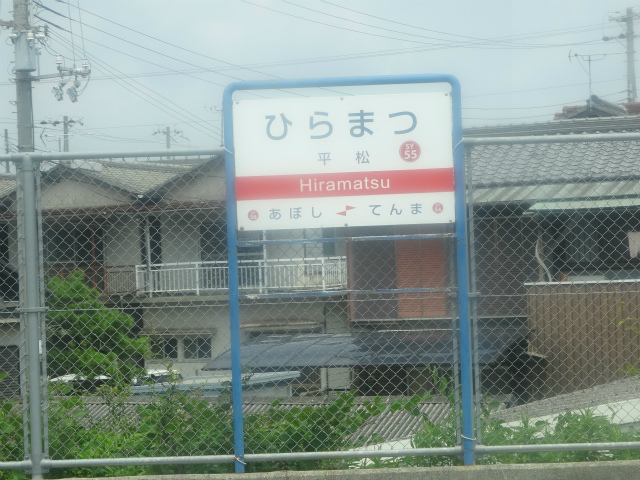 ひらまつ
平松
SY
55
Hiramatsu
あぼし てんま